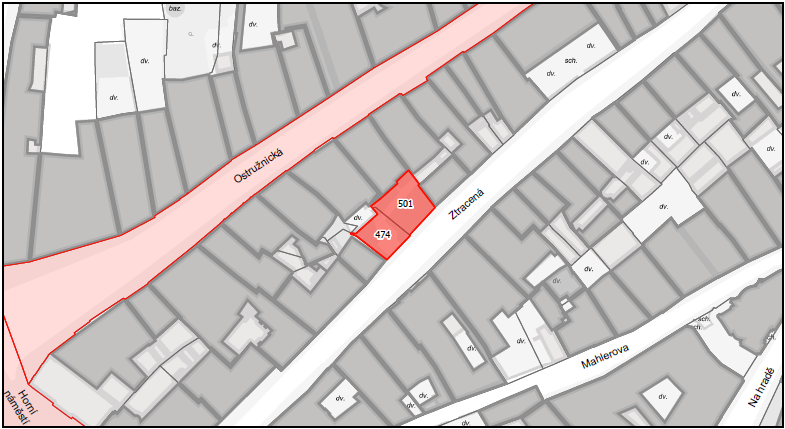 baz.
dv.
dv.
dv.
dv.
dv.
sch.
dv.
dv.
dv.
dv.
dv.
dv.
Ostružnická
501
474
dv.
Ztracená
dv.
dv.
dv.
dv.
Mahlerova
sch.
Na hradě
Horní
náměstí
dv.
dv.
dv.
dv.
dv.